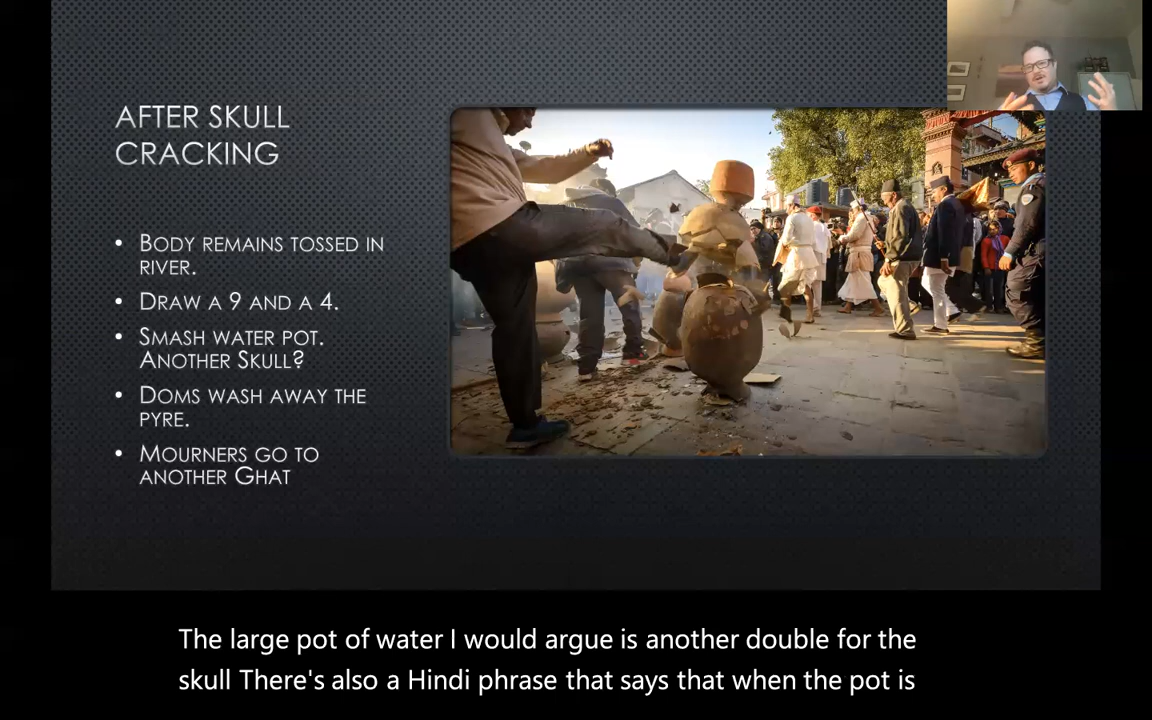 AFTER SKULL
CRACKING
• BODY REMAINS TOSSED IN
RIVER.
• DRAW A 9 AND A 4.
• SMASH WATER POT.
ANOTHER SKULL?
• DOMS WASH AWAY THE
PYRE.
• MOURNERS GO TO
ANOTHER GHAT
The large pot of water I would argue is another double for the
skull There's also a Hindi phrase that says that when the pot is